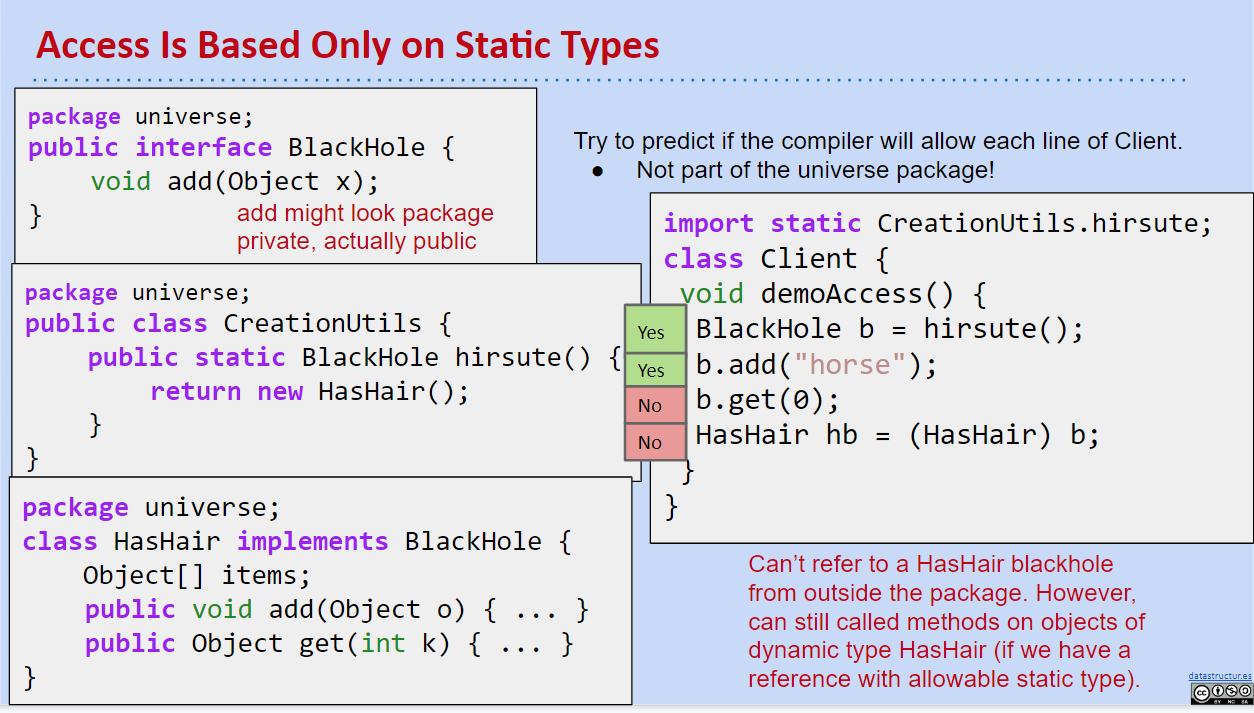 Access Is Based Only on Static Types
package universe;
public interface BlackHole {
void add(Object x);
}
add might look package
private, actually public
package universe;
public class CreationUtils {
public static BlackHole hirsute() {
return new HasHair();
}
}
package universe;
class HasHair implements BlackHole {
Object[] items;
public void add(Object o) { ... }
public Object get(int k) { ... }
}
Try to predict if the compiler will allow each line of Client.
● Not part of the universe package!
import static CreationUtils.hirsute;
class Client {
void demoAccess() {
Yes BlackHole b = hirsute();
Yes b.add("horse");
No b.get(0);
No HasHair hb = (HasHair) b;
}
}
Can’t refer to a HasHair blackhole
from outside the package. However,
can still called methods on objects of
dynamic type HasHair (if we have a
reference with allowable static type).
datastructur.es
CC
BY NC SA